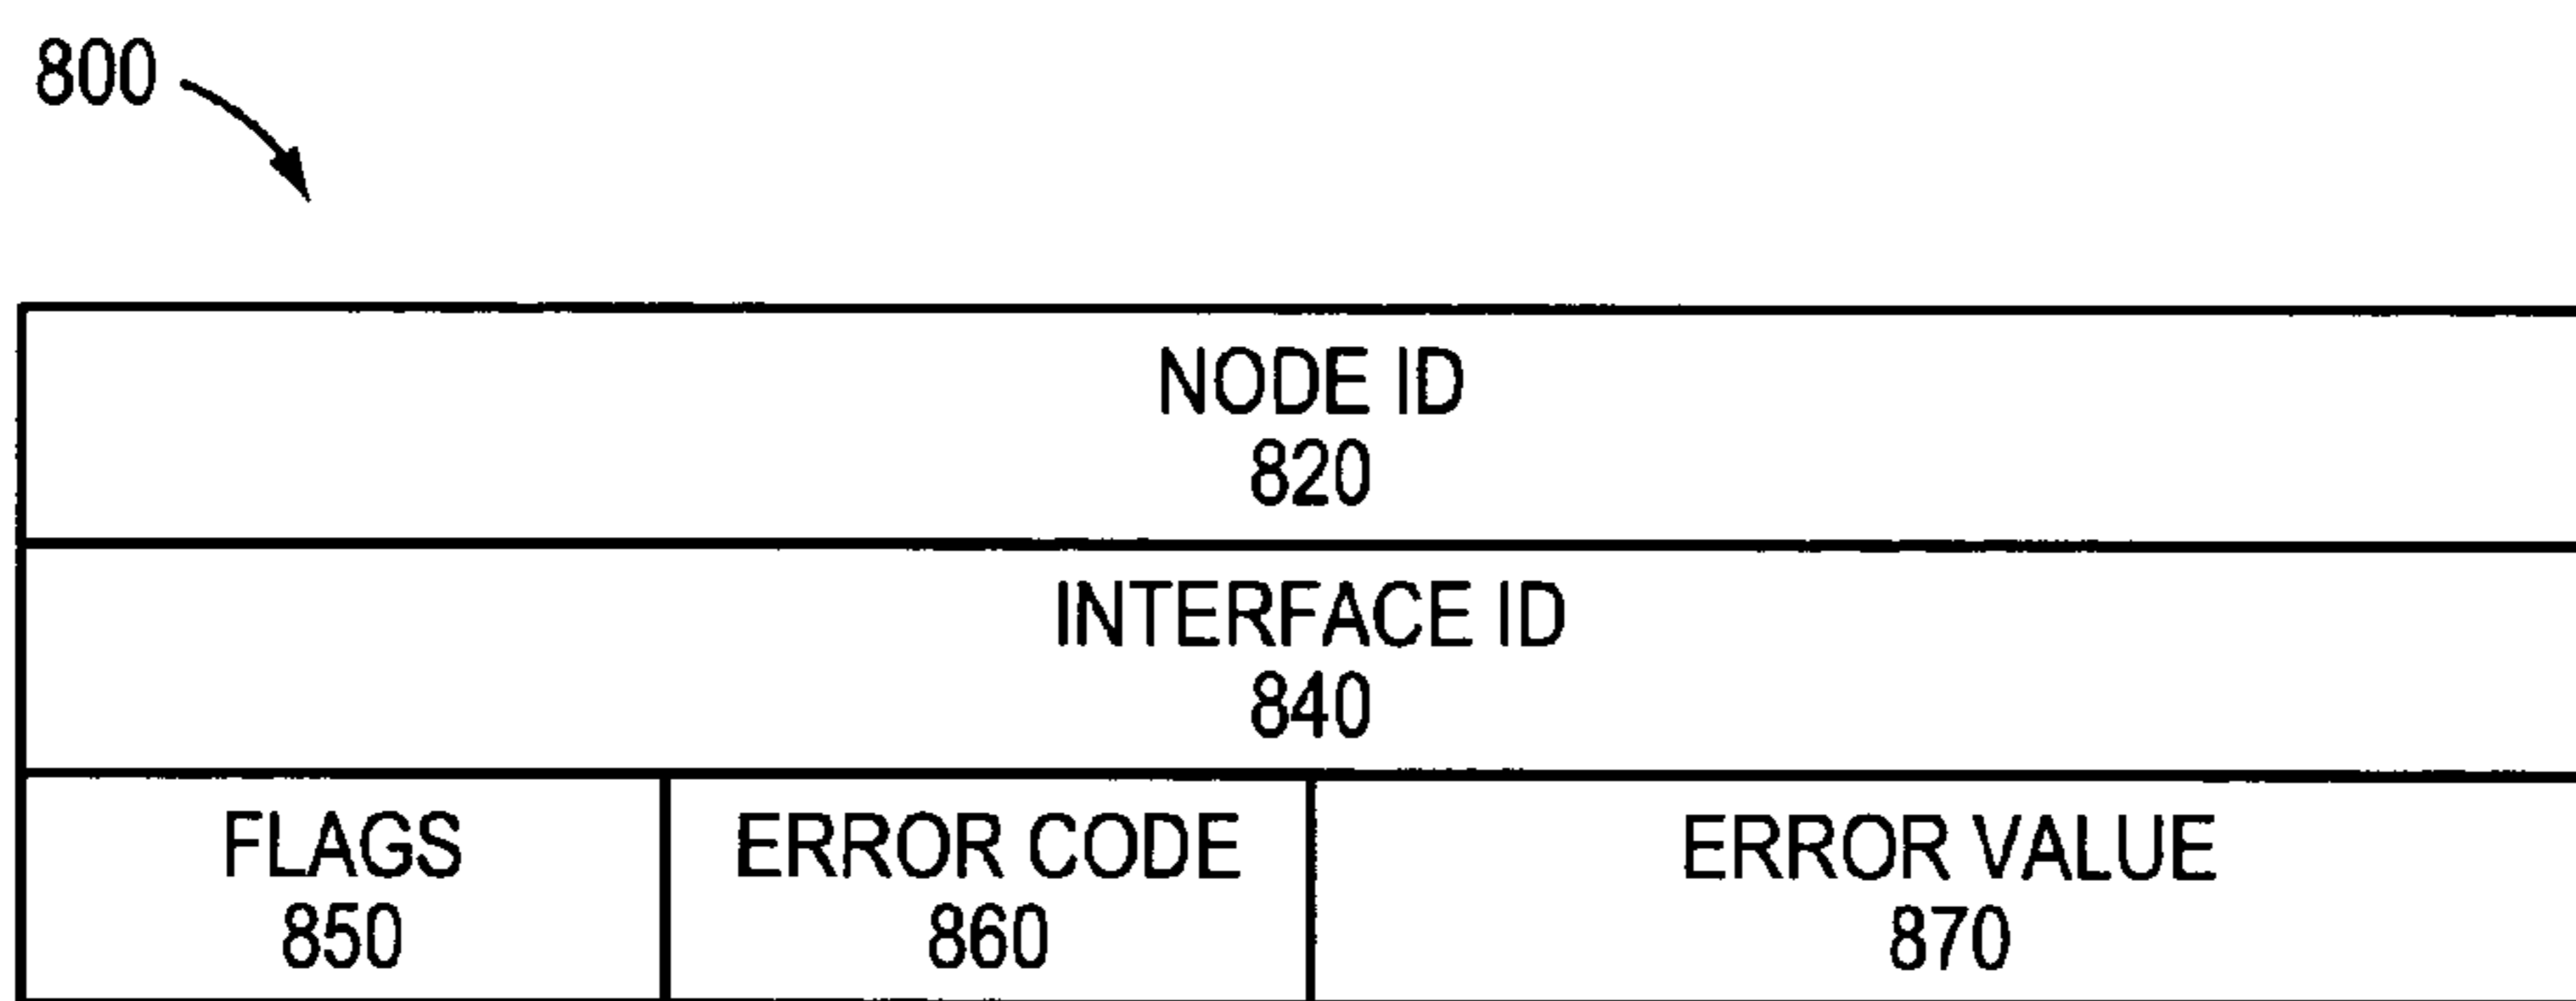 800
NODE ID
820
INTERFACE ID
840
FLAGS
850
ERROR CODE
860
ERROR VALUE
870